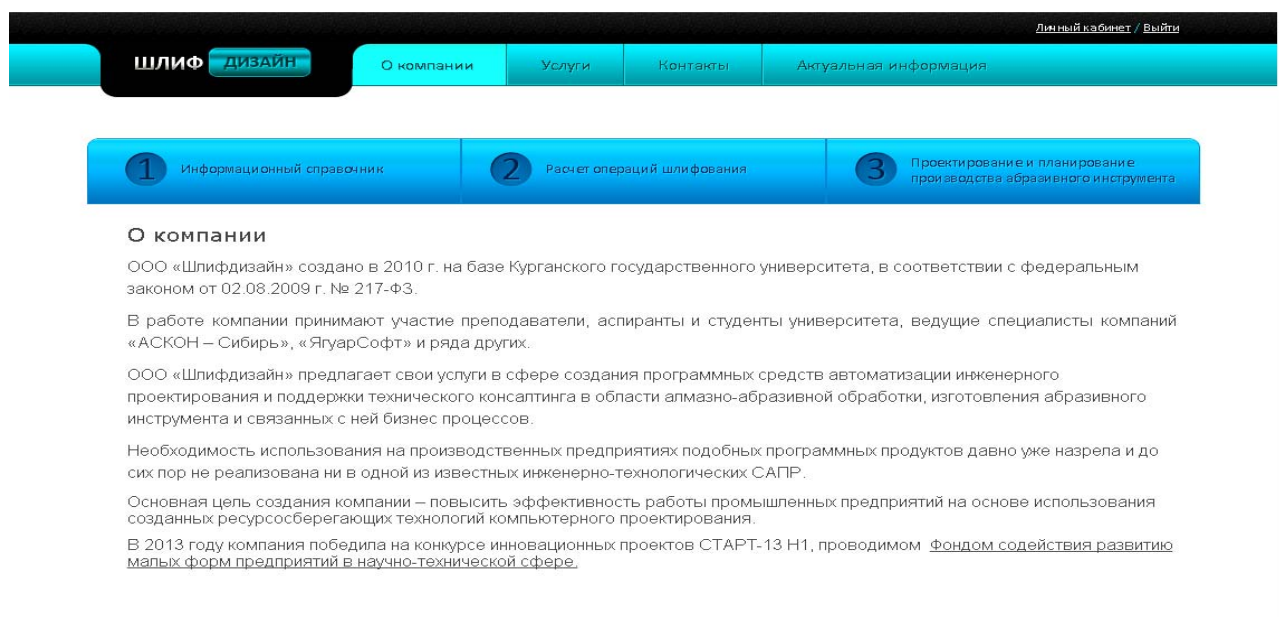 Личный кабинет / Выйти
ШЛИФ ДИЗАЙН О компании Услуги Контакты Актуальная информация
1 Информационный справочник
2 Расчет операций шлифования
3 Проектирование и планирование
производства абразивного инструмента
О компании
ООО «Шлифдизайн» создано в 2010 г. на базе Курганского государственного университета, в соответствии с федеральным
законом от 02.08.2009 г. № 217-ФЗ.
В работе компании принимают участие преподаватели, аспиранты и студенты университета, ведущие специалисты компаний
«АСКОН – Сибирь», «ЯгуарСофт» и ряда других.
ООО «Шлифдизайн» предлагает свои услуги в сфере создания программных средств автоматизации инженерного
проектирования и поддержки технического консалтинга в области алмазно-абразивной обработки, изготовления абразивного
инструмента и связанных с ней бизнес процессов.
Необходимость использования на производственных предприятиях подобных программных продуктов давно уже назрела и до
сих пор не реализована ни в одной из известных инженерно-технологических САПР.
Основная цель создания компании – повысить эффективность работы промышленных предприятий на основе использования
созданных ресурсосберегающих технологий компьютерного проектирования.
В 2013 году компания победила на конкурсе инновационных проектов СТАРТ-13 Н1, проводимом Фондом содействия развитию
малых форм предприятий в научно-технической сфере.